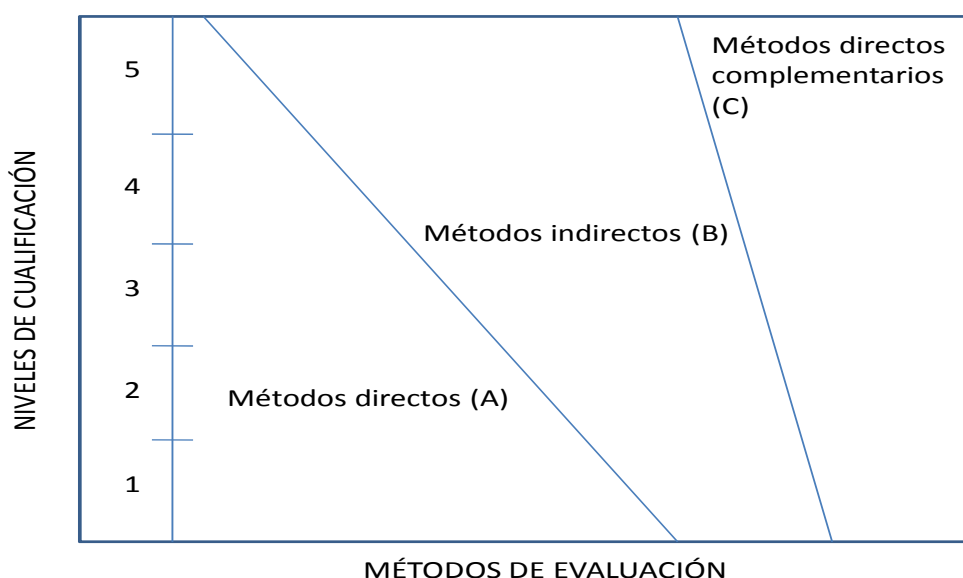 Métodos directos
complementarios
(C)
5
4
Métodos indirectos (B)
3
Métodos directos (A)
2
1
NIVELES DE CUALIFICACIÓN
MÉTODOS DE EVALUACIÓN